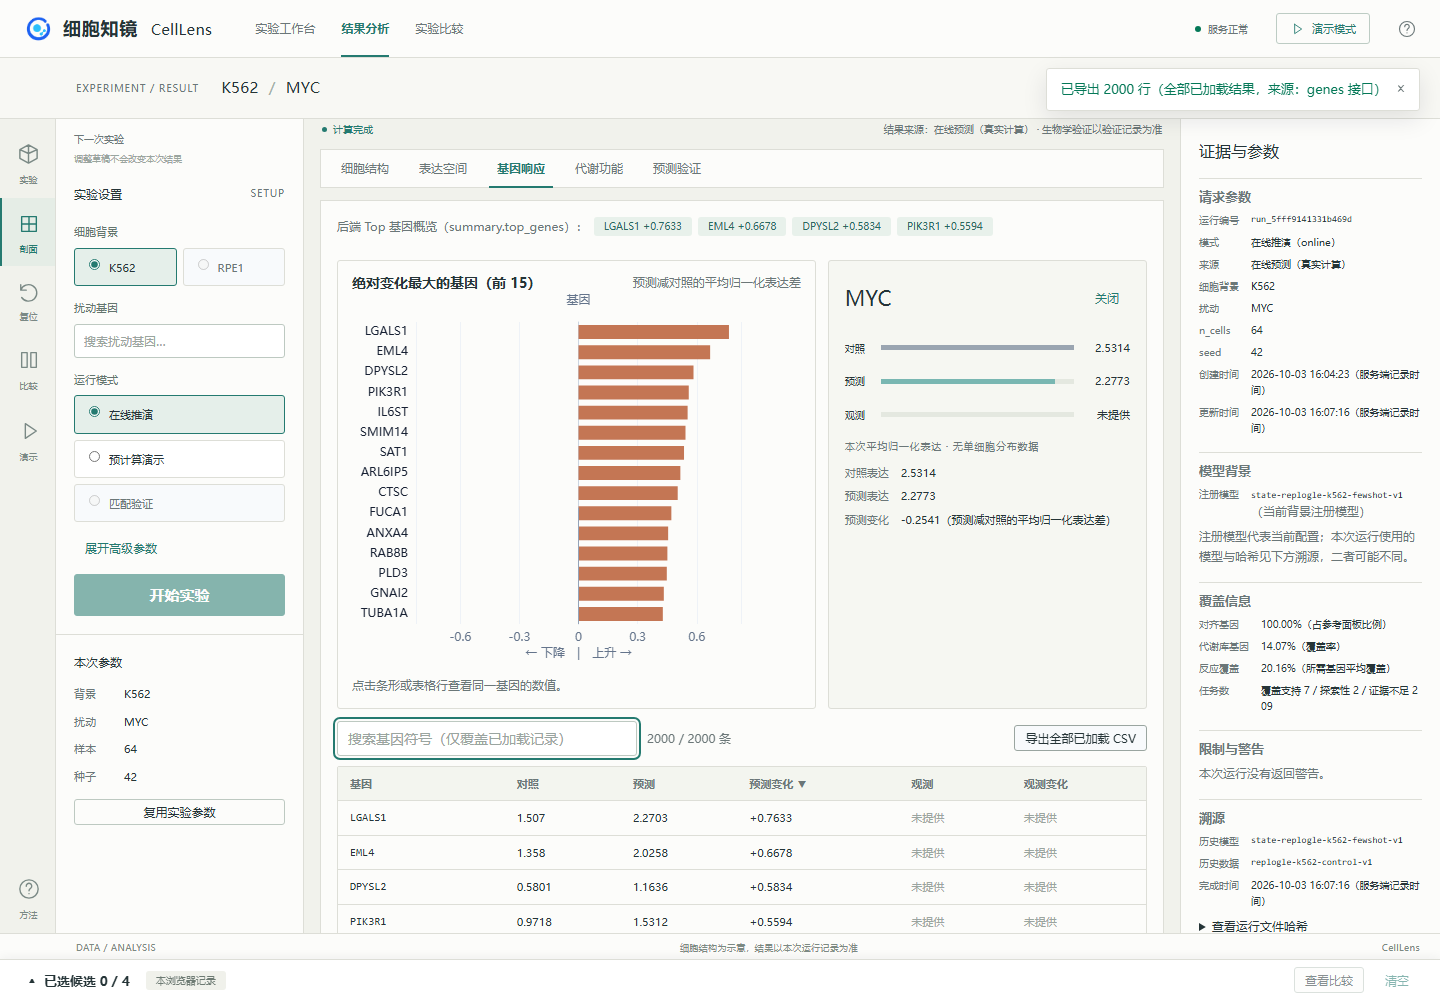 细胞知镜 CellLens
实验工作台
结果分析
实验比较
服务正常
演示模式
EXPERIMENT / RESULT
K562 / MYC
已导出 2000 行（全部已加载结果，来源：genes 接口）
×
实验
剖面
复位
比较
演示
方法
下一次实验
调整草稿不会改变本次结果
实验设置
SETUP
细胞背景
K562
RPE1
扰动基因
搜索扰动基因...
运行模式
在线推演
预计算演示
匹配验证
展开高级参数
开始实验
本次参数
背景 K562
扰动 MYC
样本 64
种子 42
复用实验参数
计算完成
结果来源：在线预测（真实计算） · 生物学验证以验证记录为准
细胞结构
表达空间
基因响应
代谢功能
预测验证
后端 Top 基因概览（summary.top_genes）：
LGALS1 +0.7633
EML4 +0.6678
DPYSL2 +0.5834
PIK3R1 +0.5594
绝对变化最大的基因（前 15）
预测减对照的平均归一化表达差
基因
LGALS1
EML4
DPYSL2
PIK3R1
IL6ST
SMIM14
SAT1
ARL6IP5
CTSC
FUCA1
ANXA4
RAB8B
PLD3
GNAI2
TUBA1A
-0.6
-0.3
0
0.3
0.6
← 下降 | 上升 →
点击条形或表格行查看同一基因的数值。
MYC
关闭
对照 2.5314
预测 2.2773
观测 未提供
本次平均归一化表达 · 无单细胞分布数据
对照表达 2.5314
预测表达 2.2773
预测变化 -0.2541（预测减对照的平均归一化表达差）
搜索基因符号（仅覆盖已加载记录）
2000 / 2000 条
导出全部已加载 CSV
基因 对照 预测 预测变化 ▼ 观测 观测变化
LGALS1 1.507 2.2703 +0.7633 未提供 未提供
EML4 1.358 2.0258 +0.6678 未提供 未提供
DPYSL2 0.5801 1.1636 +0.5834 未提供 未提供
PIK3R1 0.9718 1.5312 +0.5594 未提供 未提供
证据与参数
请求参数
运行编号 run_5fff9141331b469d
模式 在线推演（online）
来源 在线预测（真实计算）
细胞背景 K562
扰动 MYC
n_cells 64
seed 42
创建时间 2026-10-03 16:04:23（服务端记录时
间）
更新时间 2026-10-03 16:07:16（服务端记录时
间）
模型背景
注册模型 state-replogle-k562-fewshot-v1
（当前背景注册模型）
注册模型代表当前配置；本次运行使用的
模型与哈希见下方溯源，二者可能不同。
覆盖信息
对齐基因 100.00%（占参考面板比例）
代谢库基因 14.07%（覆盖率）
反应覆盖 20.16%（所需基因平均覆盖）
任务数 覆盖支持 7 / 探索性 2 / 证据不足 2
09
限制与警告
本次运行没有返回警告。
溯源
历史模型 state-replogle-k562-fewshot-v1
历史数据 replogle-k562-control-v1
完成时间 2026-10-03 16:07:16（服务端记录时
间）
▶ 查看运行文件哈希
DATA / ANALYSIS
细胞结构为示意，结果以本次运行记录为准
CellLens
▲ 已选候选 0 / 4
本浏览器记录
查看比较
清空